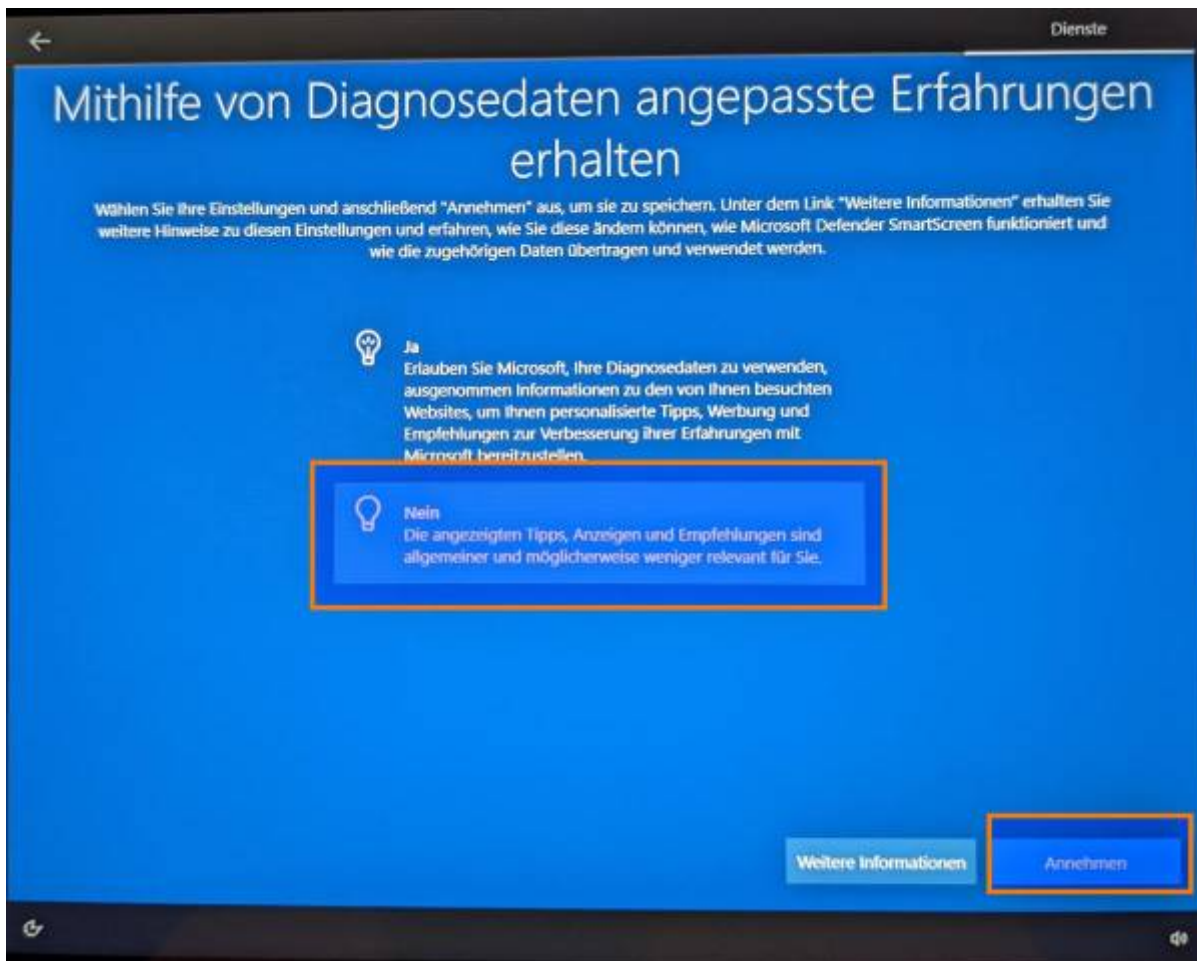 Dienste
Mithilfe von Diagnosedaten angepasste Erfahrungen
erhalten
Wählen Sie Ihre Einstellungen und anschließend "Annehmen" aus, um sie zu speichern. Unter dem Link "Weitere Informationen" erhalten Sie
weitere Hinweise zu diesen Einstellungen und erfahren, wie Sie diese ändern können, wie Microsoft Defender SmartScreen funktioniert und
wie die zugehörigen Daten übertragen und verwendet werden.
Ja
Erlauben Sie Microsoft, Ihre Diagnosedaten zu verwenden,
ausgenommen Informationen zu den von Ihnen besuchten
Websites, um Ihnen personalisierte Tipps, Werbung und
Empfehlungen zur Verbesserung ihrer Erfahrungen mit
Microsoft bereitzustellen.
Nein
Die angezeigten Tipps, Anzeigen und Empfehlungen sind
allgemeiner und möglicherweise weniger relevant für Sie.
Weitere Informationen
Annehmen